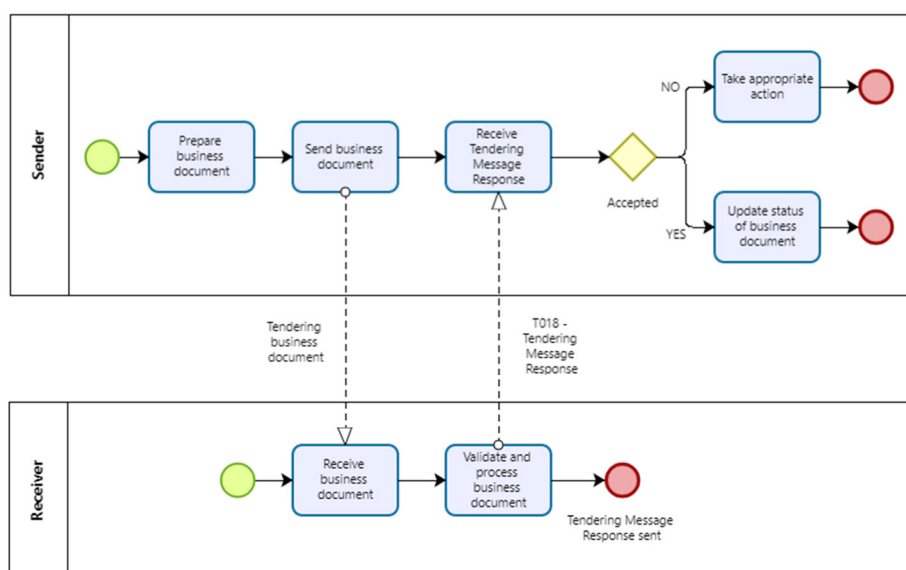 Sender
Prepare
business
document
Send business
document
Receive
Tendering
Message
Response
Accepted
NO
Take appropriate
action
YES
Update status
of business
document
Tendering
business
document
T018 -
Tendering
Message
Response
Receiver
Receive
business
document
Validate and
process
business
document
Tendering Message
Response sent